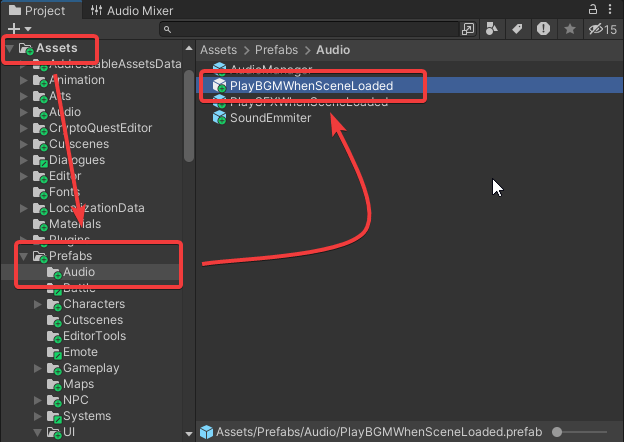 Project
Audio Mixer
15
Assets
AddressableAssetsData
Animation
Arts
Audio
CryptoQuestEditor
Cutscenes
Dialogues
Editor
Fonts
LocalizationData
Materials
Plugins
Prefabs
Audio
Battle
Characters
Cutscenes
EditorTools
Emote
Gameplay
Maps
NPC
Systems
UI
Assets > Prefabs > Audio
AudioManager
PlayBGMWhenSceneLoaded
PlaySFXWhenSceneLoaded
SoundEmmiter
Assets/Prefabs/Audio/PlayBGMWhenSceneLoaded.prefab